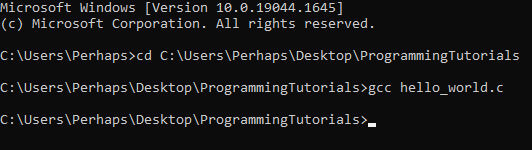 Microsoft Windows [Version 10.0.19044.1645]
(c) Microsoft Corporation. All rights reserved.
C:\Users\Perhaps>cd C:\Users\Perhaps\Desktop\ProgrammingTutorials
C:\Users\Perhaps\Desktop\ProgrammingTutorials>gcc hello_world.c
C:\Users\Perhaps\Desktop\ProgrammingTutorials>